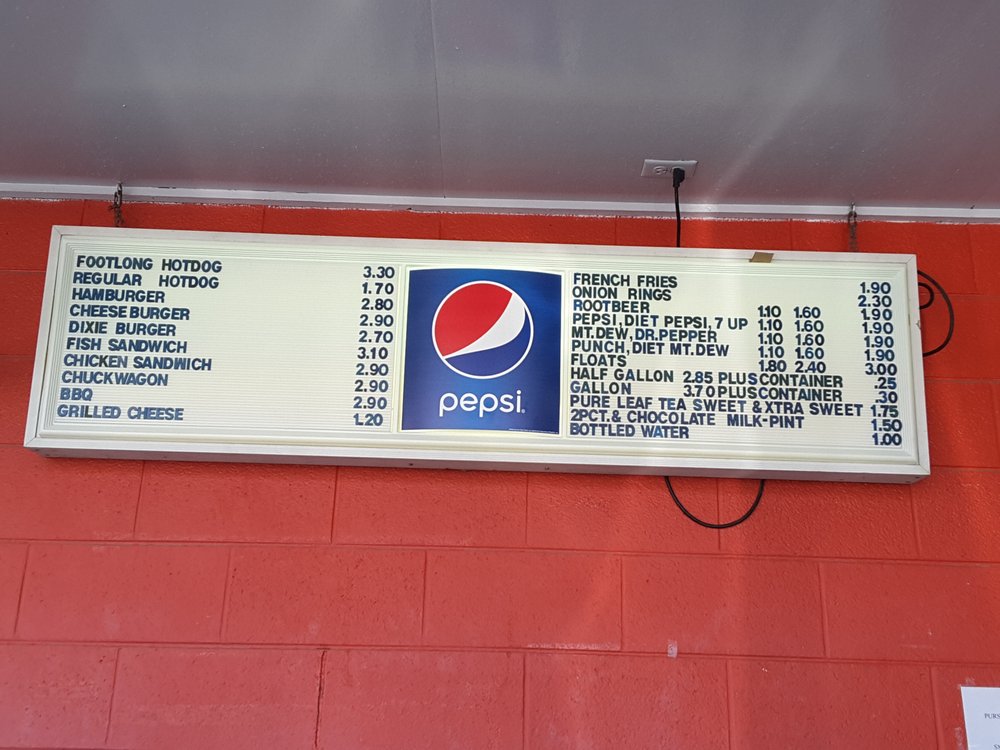 FOOTLONG HOTDOG 3.30
REGULAR HOTDOG 1.70
HAMBURGER 2.80
CHEESEBURGER 2.90
DIXIE BURGER 2.70
FISH SANDWICH 3.10
CHICKEN SANDWICH 2.90
CHUCKWAGON 2.90
BBQ 2.90
GRILLED CHEESE 1.20
pepsi
FRENCH FRIES 1.90
ONION RINGS 2.30
ROOTBEER 1.10 1.60 1.90
PEPSI, DIET PEPSI, 7 UP 1.10 1.60 1.90
MT. DEW, DR. PEPPER 1.10 1.60 1.90
PUNCH, DIET MT. DEW 1.10 1.60 1.90
FLOATS 1.80 2.40 3.00
HALF GALLON 2.85 PLUS CONTAINER .25
GALLON 3.70 PLUS CONTAINER .30
PURE LEAF TEA SWEET & XTRA SWEET 1.75
2PCT. & CHOCOLATE MILK-PINT 1.50
BOTTLED WATER 1.00